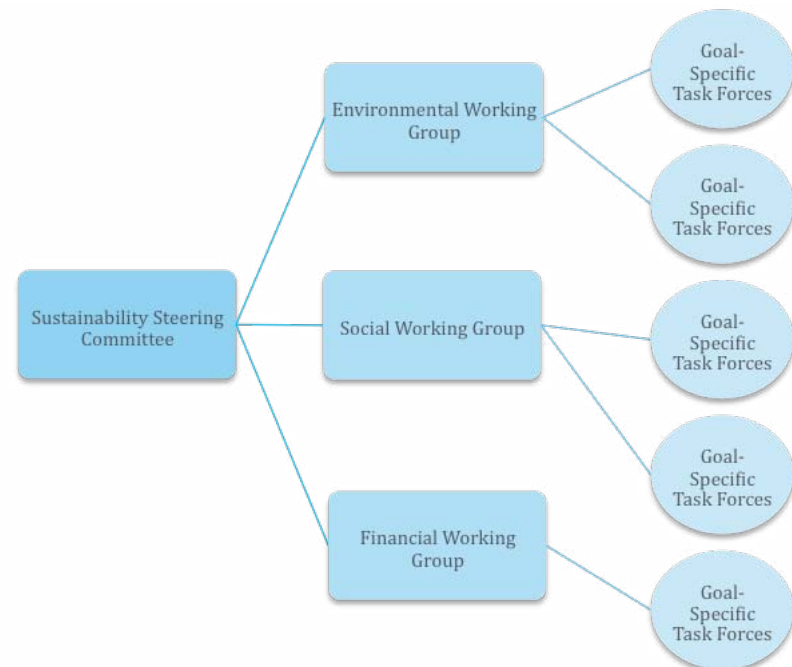 Sustainability Steering
Committee
Environmental Working
Group
Social Working Group
Financial Working
Group
Goal-
Specific
Task Forces
Goal-
Specific
Task Forces
Goal-
Specific
Task Forces
Goal-
Specific
Task Forces
Goal-
Specific
Task Forces